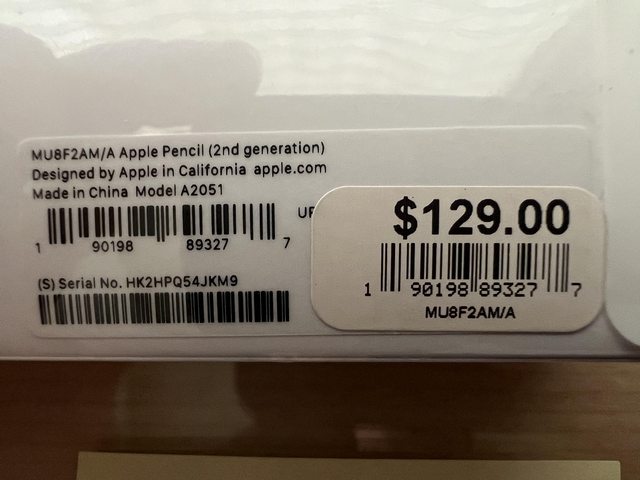 MU8F2AM/A Apple Pencil (2nd generation)
Designed by Apple in California apple.com
Made in China Model A2051
1 90198 89327 7
(S) Serial No. HK2HPQ54JKM9
$129.00
1 90198 89327 7
MU8F2AM/A